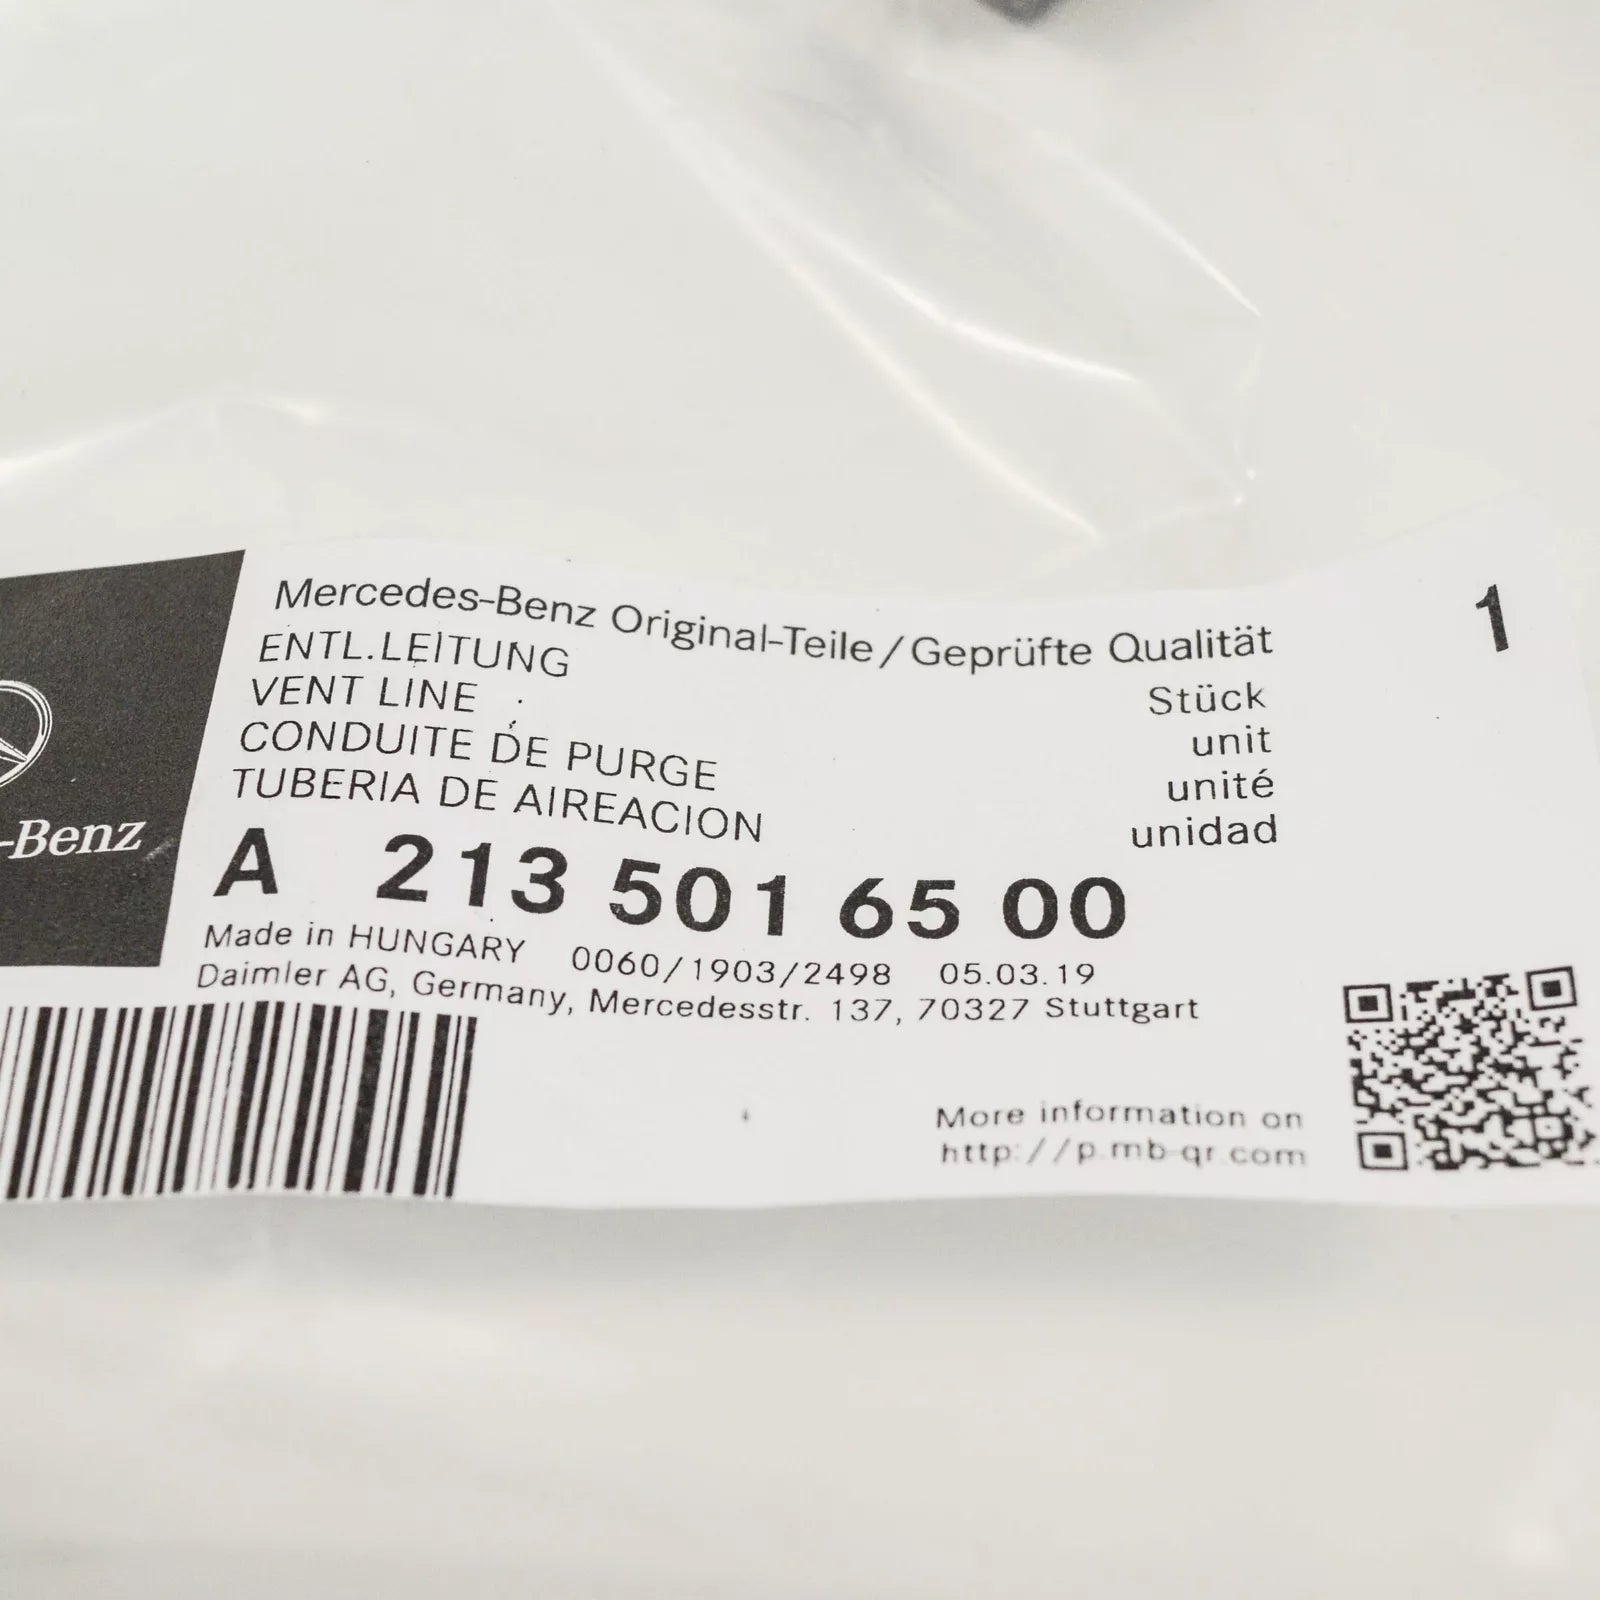 Mercedes-Benz Original-Teile/Geprüfte Qualität 1
ENTL.LEITUNG Stück
VENT LINE unit
CONDUITE DE PURGE unité
TUBERIA DE AIREACION unidad
-Benz
A 213 501 65 00
Made in HUNGARY 0060/1903/2498 05.03.19
Daimler AG, Germany, Mercedesstr. 137, 70327 Stuttgart
More information on
http://p.mb-qr.com